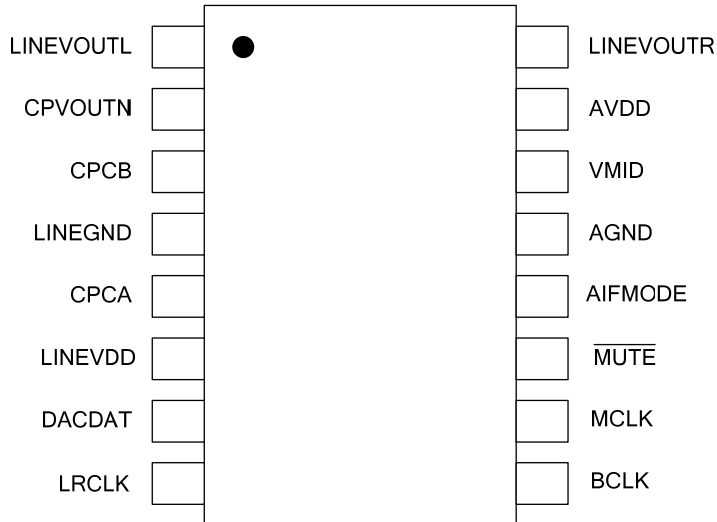 LINEVOUTL LINEVOUTR
CPVOUTN AVDD
CPCB VMID
LINEGND AGND
CPCA AIFMODE
LINEVDD MUTE
DACDAT MCLK
LRCLK BCLK